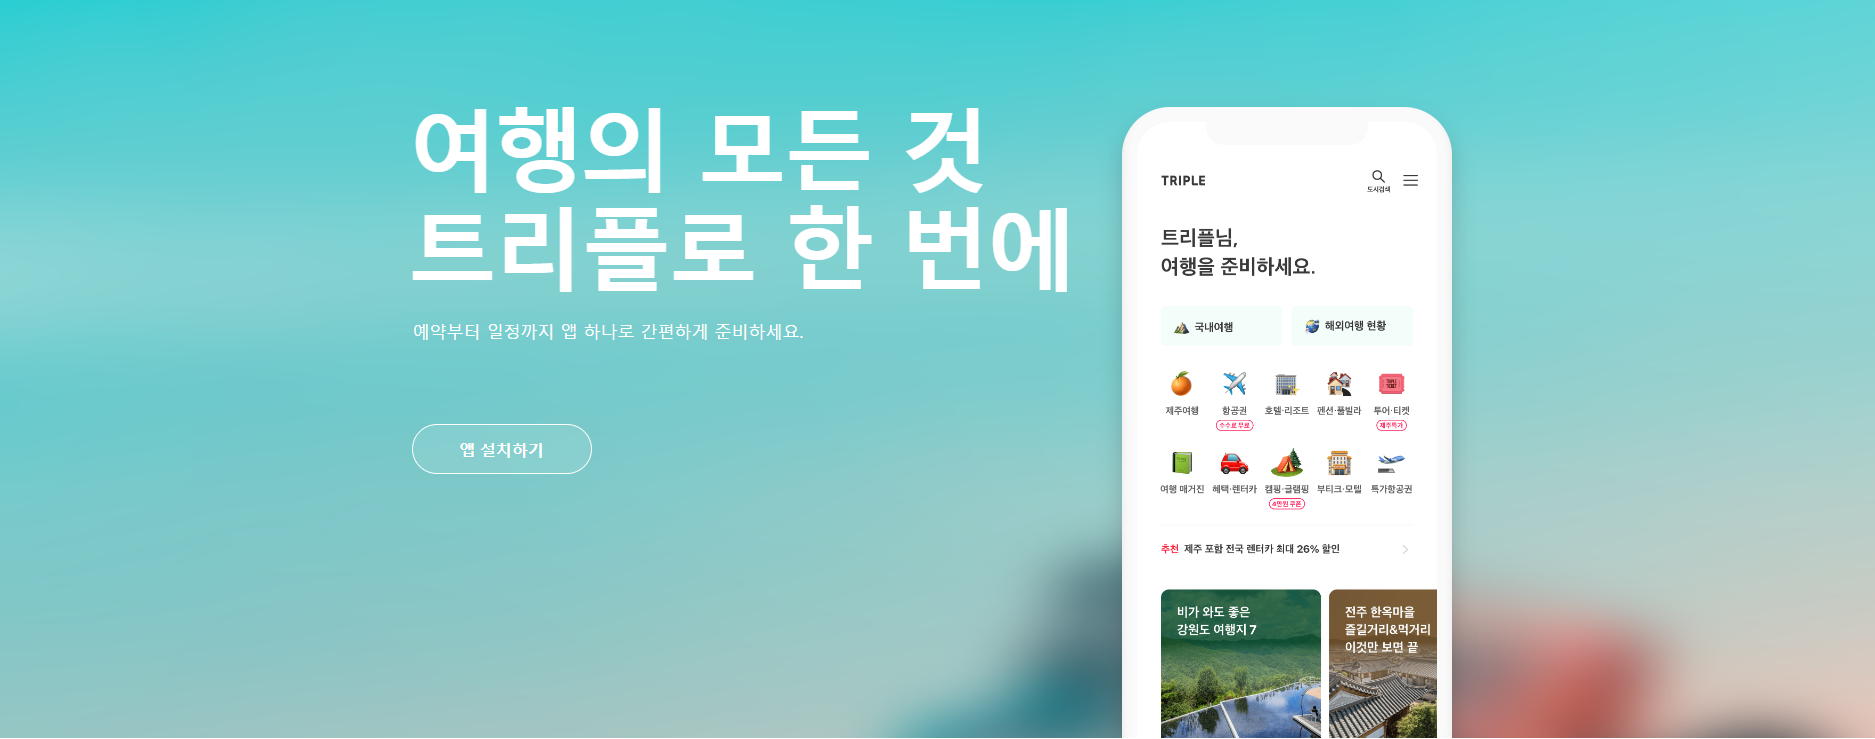 여행의 모든 것
트리플로 한 번에
예약부터 일정까지 앱 하나로 간편하게 준비하세요.
앱 설치하기
TRIPLE
도시검색
트리플님,
여행을 준비하세요.
국내여행
해외여행 현황
TRIPLE
TICKET
제주여행
항공권
호텔·리조트
펜션·풀빌라
투어·티켓
수수료 무료
제주특가
여행 매거진
혜택·렌터카
캠핑·글램핑
부티크·모텔
특가항공권
4만원 쿠폰
추천 제주 포함 전국 렌터카 최대 26% 할인
비가 와도 좋은
강원도 여행지 7
전주 한옥마을
즐길거리&먹거리
이것만 보면 끝